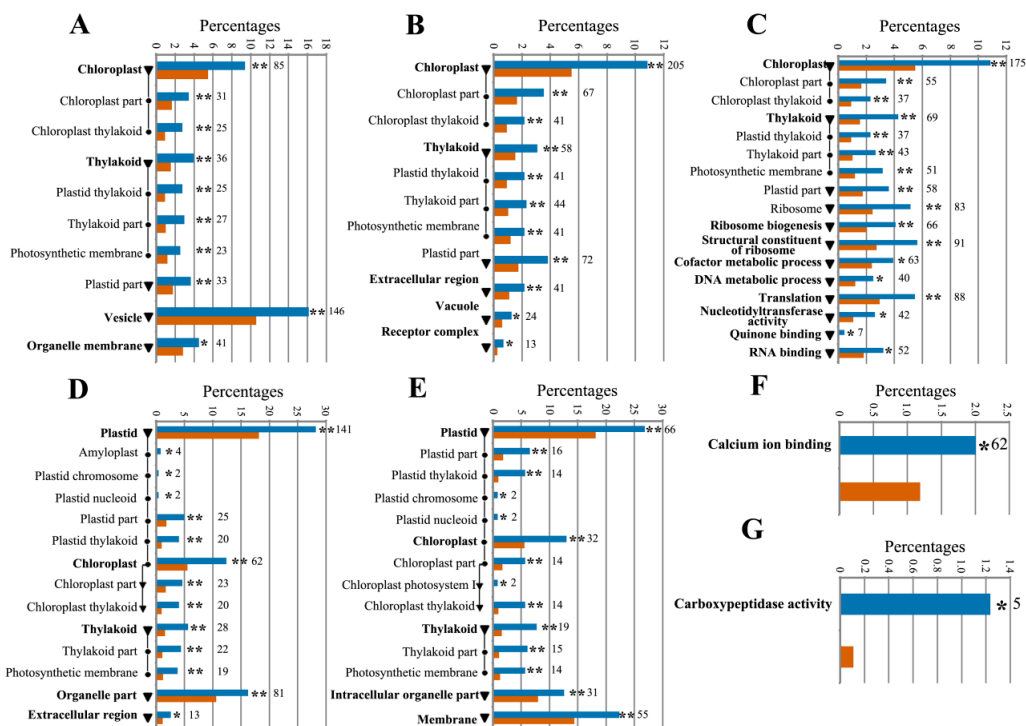 A
Percentages
0 2 4 6 8 10 12 14 16 18
Chloroplast ** 85
Chloroplast part ** 31
Chloroplast thylakoid ** 25
Thylakoid ** 36
Plastid thylakoid ** 25
Thylakoid part ** 27
Photosynthetic membrane ** 23
Plastid part ** 33
Vesicle ** 146
Organelle membrane * 41
B
Percentages
0 2 4 6 8 10 12
Chloroplast ** 205
Chloroplast part ** 67
Chloroplast thylakoid ** 41
Thylakoid ** 58
Plastid thylakoid ** 41
Thylakoid part ** 44
Photosynthetic membrane ** 41
Plastid part ** 72
Extracellular region ** 41
Vacuole * 24
Receptor complex * 13
C
Percentages
0 2 4 6 8 10 12
Chloroplast ** 175
Chloroplast part ** 55
Chloroplast thylakoid ** 37
Thylakoid ** 69
Plastid thylakoid ** 37
Thylakoid part ** 43
Photosynthetic membrane ** 51
Plastid part ** 58
Ribosome ** 83
Ribosome biogenesis ** 66
Structural constituent
of ribosome ** 91
Cofactor metabolic process * 63
DNA metabolic process * 40
Translation ** 88
Nucleotidyltransferase
activity * 42
Quinone binding * 7
RNA binding * 52
D
Percentages
0 5 10 15 20 25 30
Plastid ** 141
Amyloplast * 4
Plastid chromosome * 2
Plastid nucleoid * 2
Plastid part ** 25
Plastid thylakoid ** 20
Chloroplast ** 62
Chloroplast part ** 23
Chloroplast thylakoid ** 20
Thylakoid ** 28
Thylakoid part ** 22
Photosynthetic membrane ** 19
Organelle part ** 81
Extracellular region * 13
E
Percentages
0 5 10 15 20 25 30
Plastid ** 66
Plastid part ** 16
Plastid thylakoid ** 14
Plastid chromosome * 2
Plastid nucleoid * 2
Chloroplast ** 32
Chloroplast part ** 14
Chloroplast photosystem I * 2
Chloroplast thylakoid ** 14
Thylakoid ** 19
Thylakoid part ** 15
Photosynthetic membrane ** 14
Intracellular organelle part ** 31
Membrane ** 55
F
Percentages
0 0.5 1.0 1.5 2.0 2.5
Calcium ion binding * 62
G
Percentages
0 0.2 0.4 0.6 0.8 1.0 1.2 1.4
Carboxypeptidase activity * 5